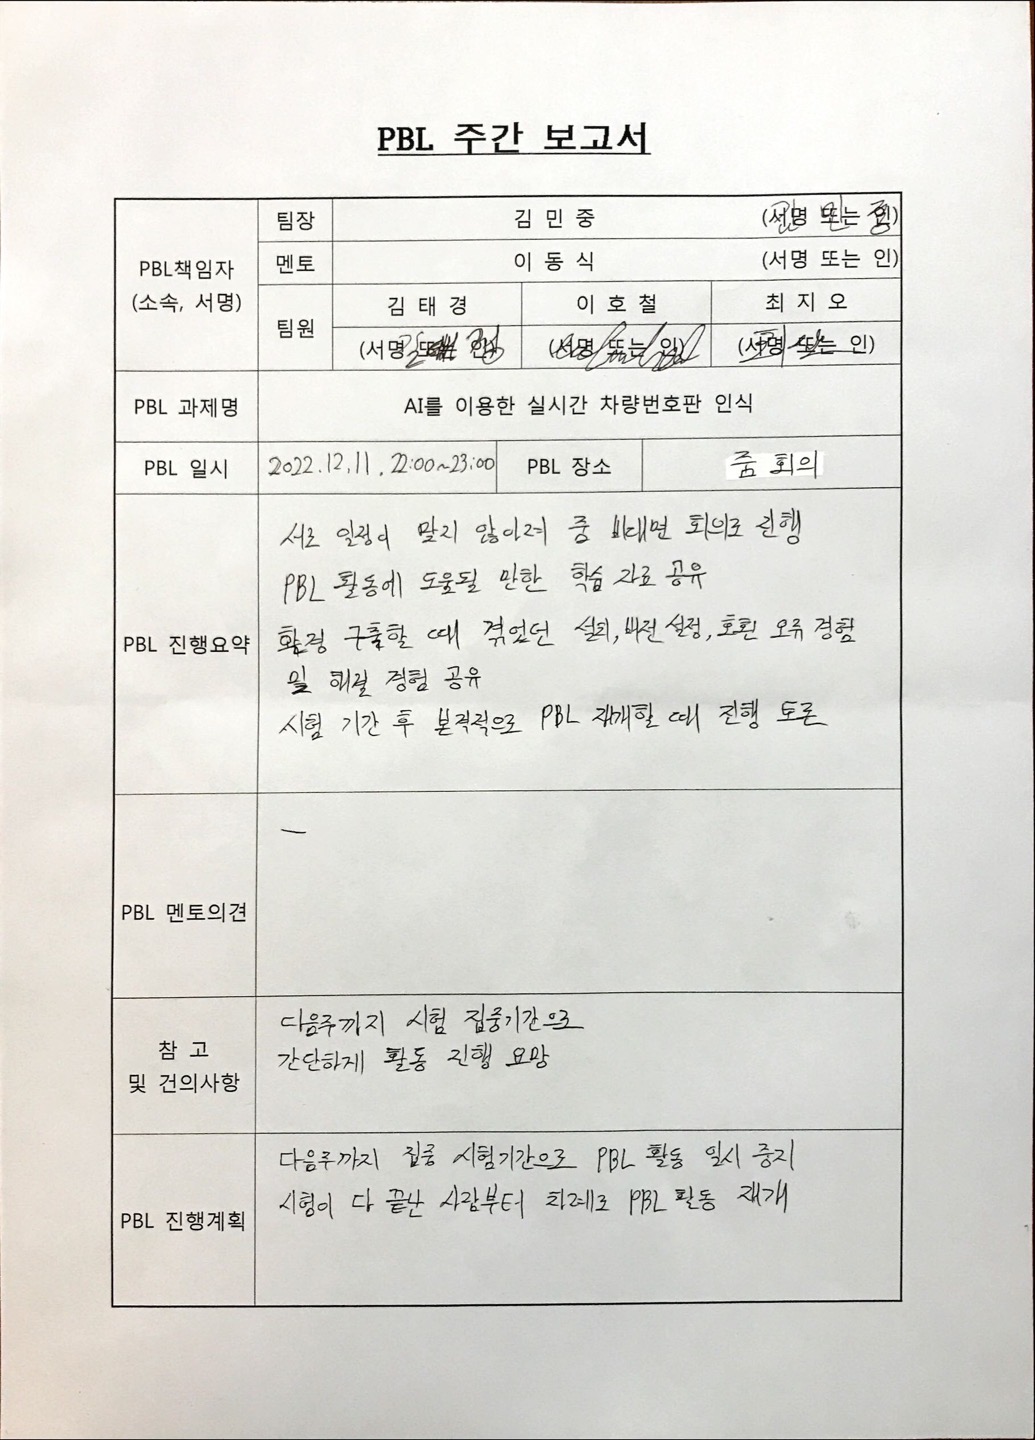 PBL 주간 보고서
PBL책임자
(소속, 서명)
팀장
김 민 중
(서명 또는 인)
멘토
이 동 식
(서명 또는 인)
팀원
김 태 경
이 호 철
최 지 오
(서명 또는 인)
(서명 또는 인)
(서명 또는 인)
PBL 과제명
AI를 이용한 실시간 차량번호판 인식
PBL 일시
2022.12.11. 22:00~23:00
PBL 장소
줌 회의
PBL 진행요약
서로 일정이 맞지 않아져 줌 비대면 회의로 진행
PBL 활동에 도움될 만한 학습 자료 공유
환경 구축할 때 겪었던 설치, 버전 설정, 호환 오류 경험
및 해결 경험 공유
시험 기간 후 본격적으로 PBL 재개할 때 진행 토론
PBL 멘토의견
—
참 고
및 건의사항
다음주까지 시험 집중기간으로
간단하게 활동 진행 요망
PBL 진행계획
다음주까지 집중 시험기간으로 PBL 활동 일시 중지
시험이 다 끝난 사람부터 차례로 PBL 활동 재개